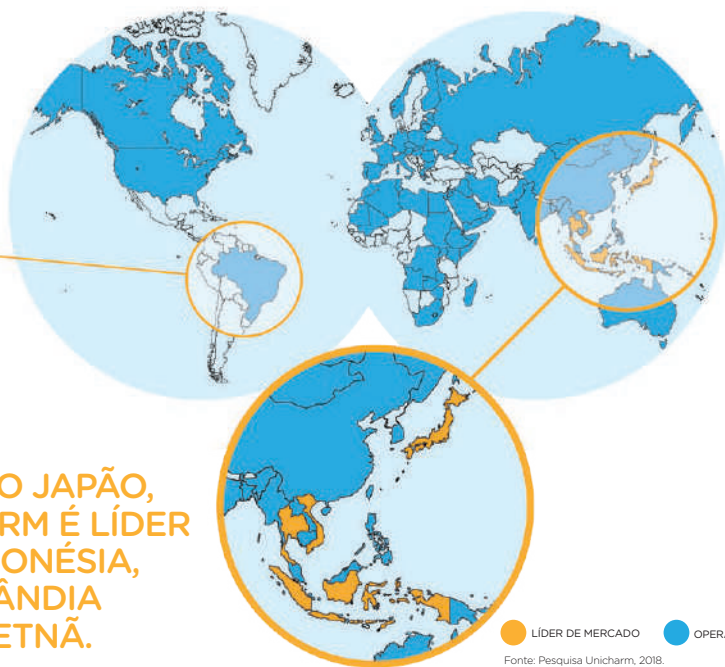 O JAPÃO,
RM É LÍDER
ONÉSIA,
ÂNDIA
ETNÃ.
LÍDER DE MERCADO
OPER
Fonte: Pesquisa Unicharm, 2018.